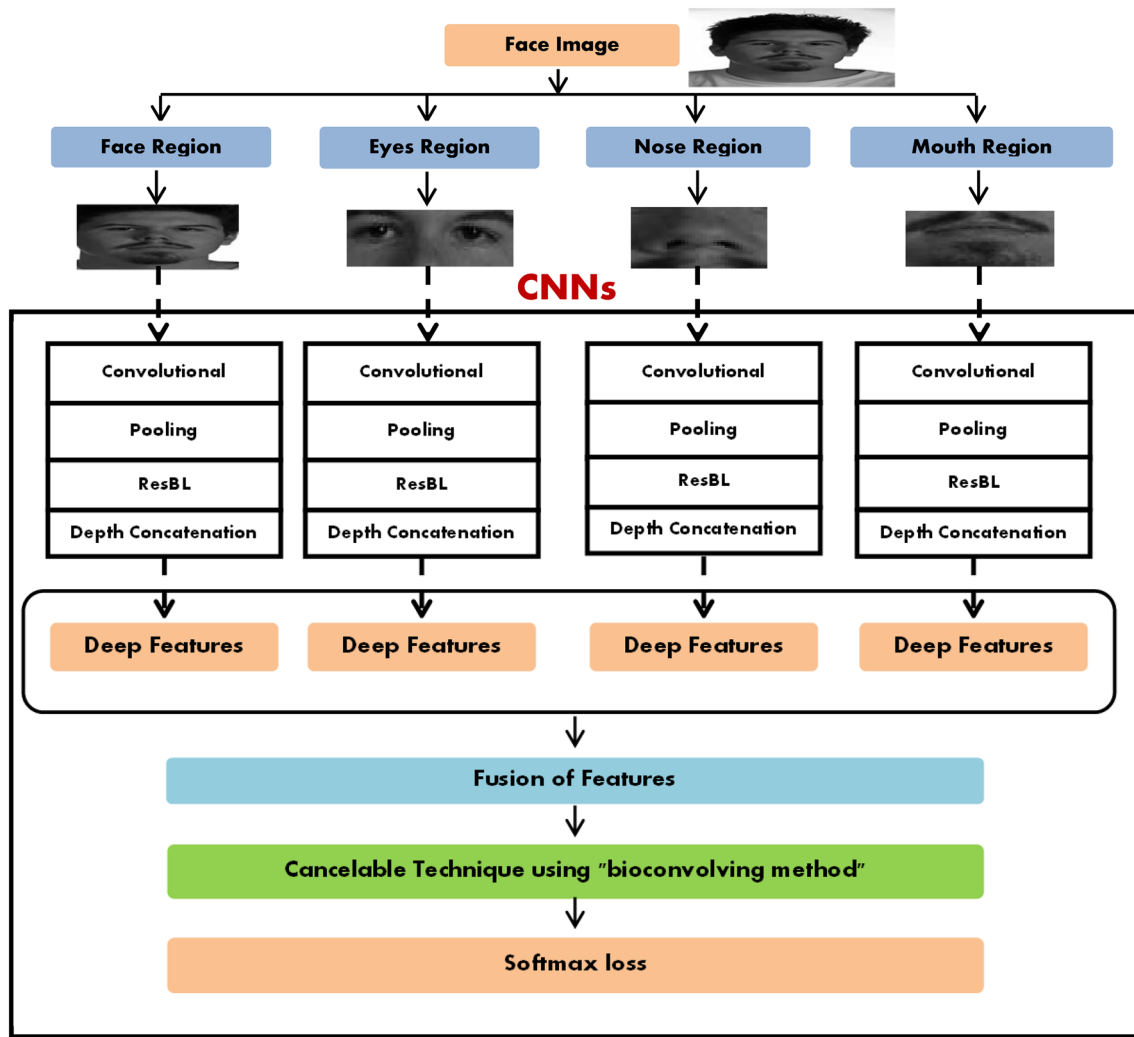 Face Image
Face Region
Eyes Region
Nose Region
Mouth Region
CNNs
Convolutional
Convolutional
Convolutional
Convolutional
Pooling
Pooling
Pooling
Pooling
ResBL
ResBL
ResBL
ResBL
Depth Concatenation
Depth Concatenation
Depth Concatenation
Depth Concatenation
Deep Features
Deep Features
Deep Features
Deep Features
Fusion of Features
Cancelable Technique using "bioconvolving method"
Softmax loss